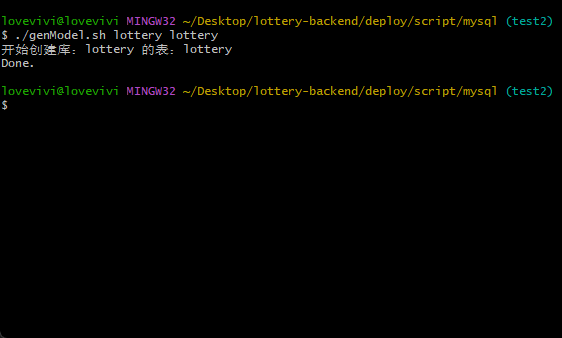 lovevivi@lovevivi MINGW32 ~/Desktop/lottery-backend/deploy/script/mysql (test2)
$ ./genModel.sh lottery lottery
开始创建库：lottery 的表：lottery
Done.
lovevivi@lovevivi MINGW32 ~/Desktop/lottery-backend/deploy/script/mysql (test2)
$